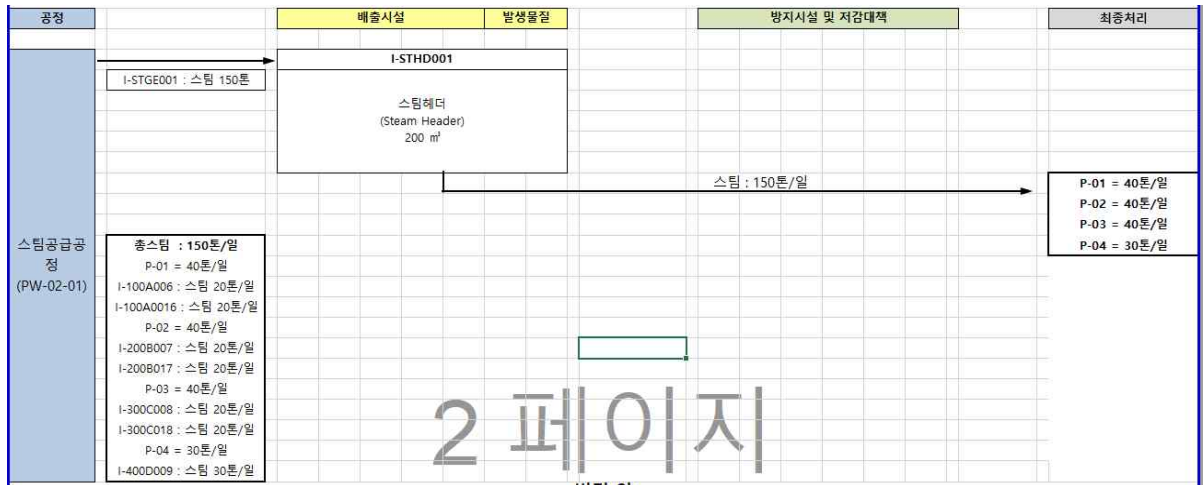 공정
배출시설
발생물질
방지시설 및 저감대책
최종처리
I-STHD001
I-STGE001 : 스팀 150톤
스팀헤더
(Steam Header)
200 ㎥
스팀 : 150톤/일
P-01 = 40톤/일
P-02 = 40톤/일
P-03 = 40톤/일
P-04 = 30톤/일
스팀공급공
정
(PW-02-01)
총스팀 : 150톤/일
P-01 = 40톤/일
I-100A006 : 스팀 20톤/일
I-100A0016 : 스팀 20톤/일
P-02 = 40톤/일
I-200B007 : 스팀 20톤/일
I-200B017 : 스팀 20톤/일
P-03 = 40톤/일
I-300C008 : 스팀 20톤/일
I-300C018 : 스팀 20톤/일
P-04 = 30톤/일
I-400D009 : 스팀 30톤/일
2 페이지